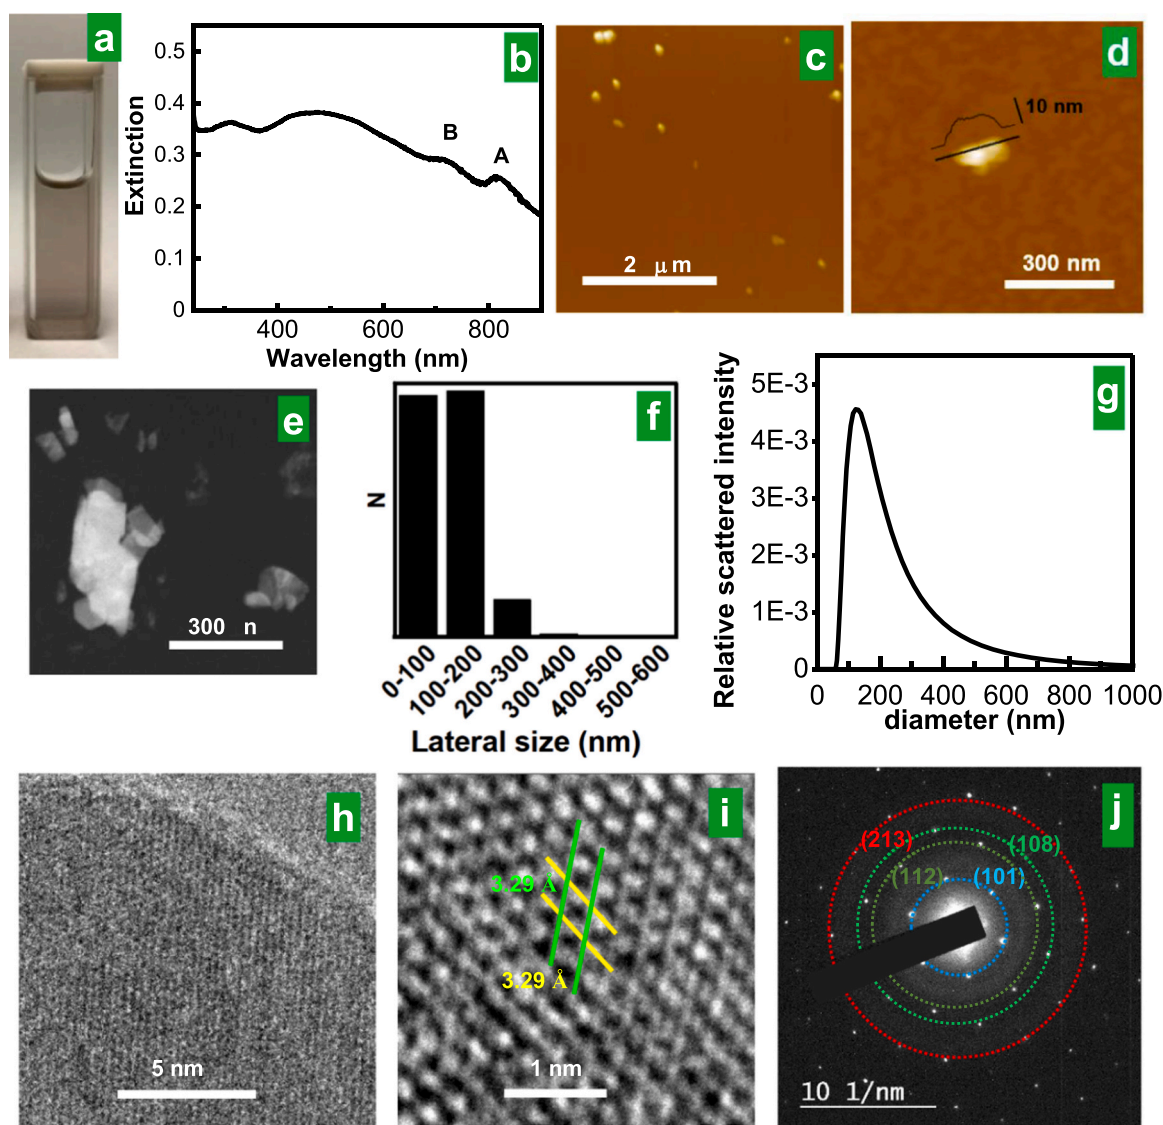 a
b
0.5
0.4
0.3
0.2
0.1
0
Extinction
B
A
400
600
800
Wavelength (nm)
c
2 μm
d
10 nm
300 nm
e
300 n
f
N
0-100
100-200
200-300
300-400
400-500
500-600
Lateral size (nm)
g
Relative scattered intensity
5E-3
4E-3
3E-3
2E-3
1E-3
0
0
200
400
600
800
1000
diameter (nm)
h
5 nm
i
3.29 Å
3.29 Å
1 nm
j
(213)
(108)
(112)
(101)
10 1/nm